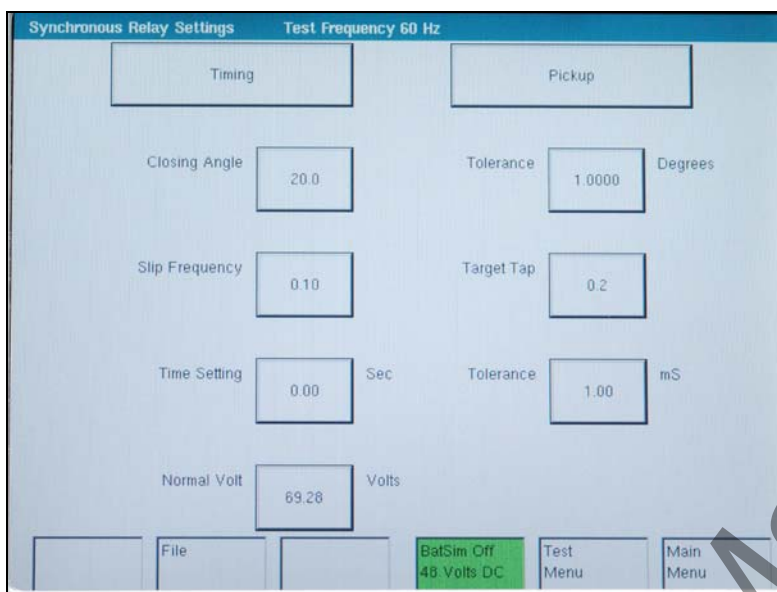 Synchronous Relay Settings Test Frequency 60 Hz
Timing Pickup
Closing Angle 20.0 Tolerance 1.0000 Degrees
Slip Frequency 0.10 Target Tap 0.2
Time Setting 0.00 Sec Tolerance 1.00 mS
Normal Volt 69.28 Volts
File
BatSim Off
48 Volts DC
Test
Menu
Main
Menu